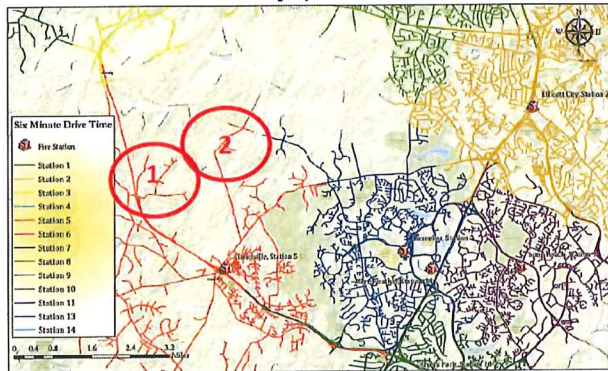 Six Minute Drive Time
Fire Station
Station 1
Station 2
Station 3
Station 4
Station 5
Station 6
Station 7
Station 8
Station 9
Station 10
Station 11
Station 13
Station 14
0 0.4 0.8 1.6 2.4 3.2
Miles
1
2
N
W
E
S
Ellicott City Station 2
Clarksville, Station 5
Banneker Station